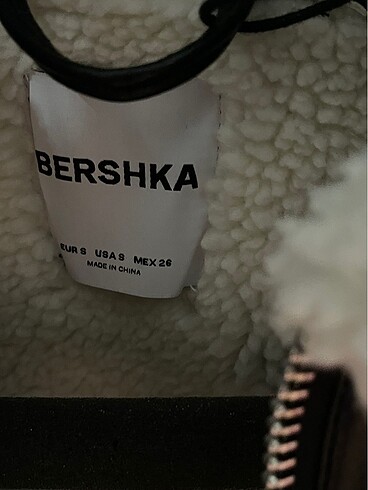 BERSHKA
EUR S USA S MEX 26
MADE IN CHINA